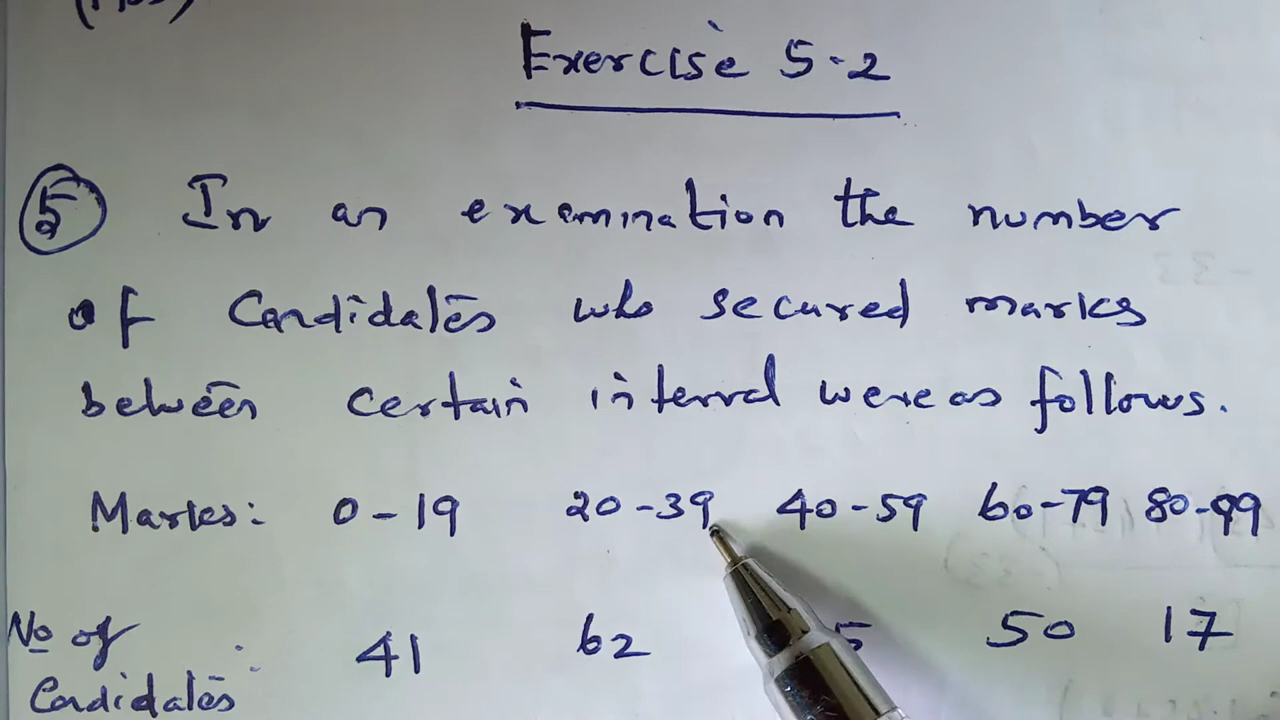 Exercise 5.2
5 In an examination the number
of Candidates who secured marks
between certain interval were as follows.
Marks: 0-19 20-39 40-59 60-79 80-99
No of 41 62 5 50 17
Candidates :